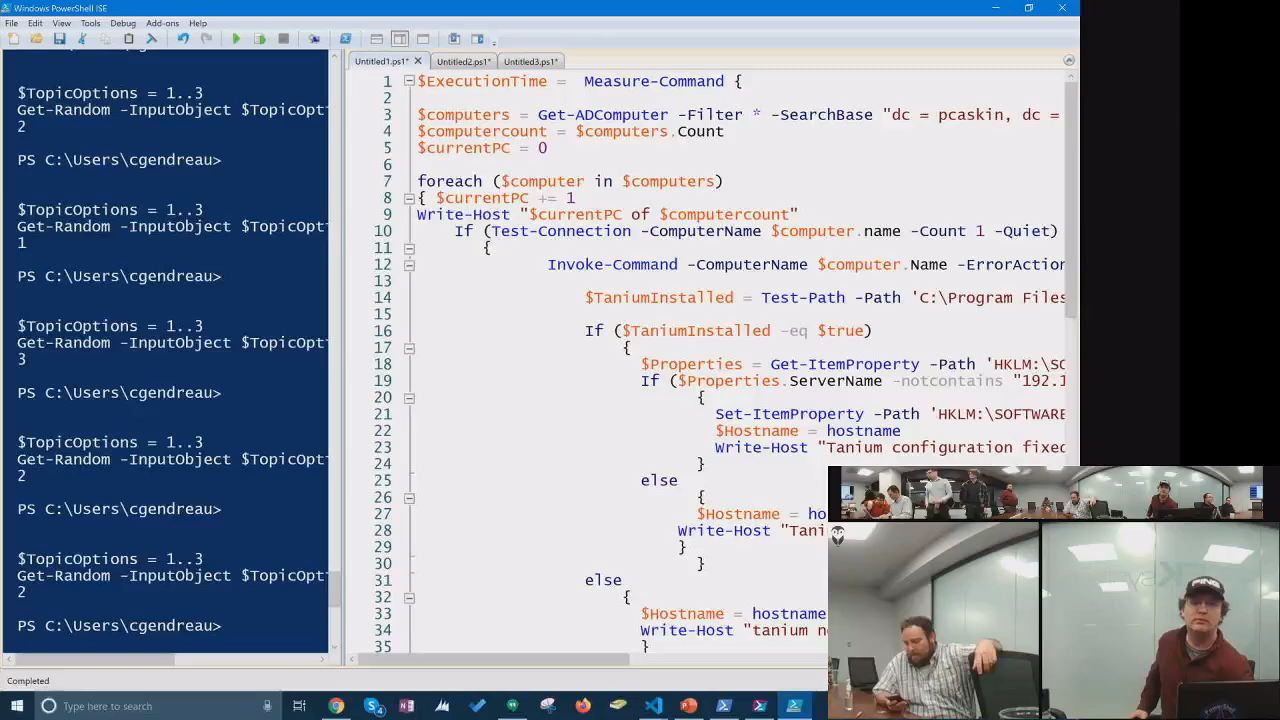 Windows PowerShell ISE
File Edit View Tools Debug Add-ons Help
$TopicOptions = 1..3
Get-Random -InputObject $TopicOpt
2
PS C:\Users\cgendreau>
$TopicOptions = 1..3
Get-Random -InputObject $TopicOpt
1
PS C:\Users\cgendreau>
$TopicOptions = 1..3
Get-Random -InputObject $TopicOpt
3
PS C:\Users\cgendreau>
$TopicOptions = 1..3
Get-Random -InputObject $TopicOpt
2
PS C:\Users\cgendreau>
$TopicOptions = 1..3
Get-Random -InputObject $TopicOpt
2
PS C:\Users\cgendreau>
Untitled1.ps1* Untitled2.ps1* Untitled3.ps1*
1 $ExecutionTime = Measure-Command {
2
3 $computers = Get-ADComputer -Filter * -SearchBase "dc = pcaskin, dc =
4 $computercount = $computers.Count
5 $currentPC = 0
6
7 foreach ($computer in $computers)
8 { $currentPC += 1
9 Write-Host "$currentPC of $computercount"
10 If (Test-Connection -ComputerName $computer.name -Count 1 -Quiet)
11 {
12 Invoke-Command -ComputerName $computer.Name -ErrorAction
13
14 $TaniumInstalled = Test-Path -Path 'C:\Program Files
15
16 If ($TaniumInstalled -eq $true)
17 {
18 $Properties = Get-ItemProperty -Path 'HKLM:\SO
19 If ($Properties.ServerName -notcontains "192.1
20 {
21 Set-ItemProperty -Path 'HKLM:\SOFTWARE
22 $Hostname = hostname
23 Write-Host "Tanium configuration fixed
24 }
25 else
26 {
27 $Hostname = ho
28 Write-Host "Tani
29 }
30 }
31 else
32 {
33 $Hostname = hostname
34 Write-Host "tanium n
35 }
Completed
Type here to search
PING